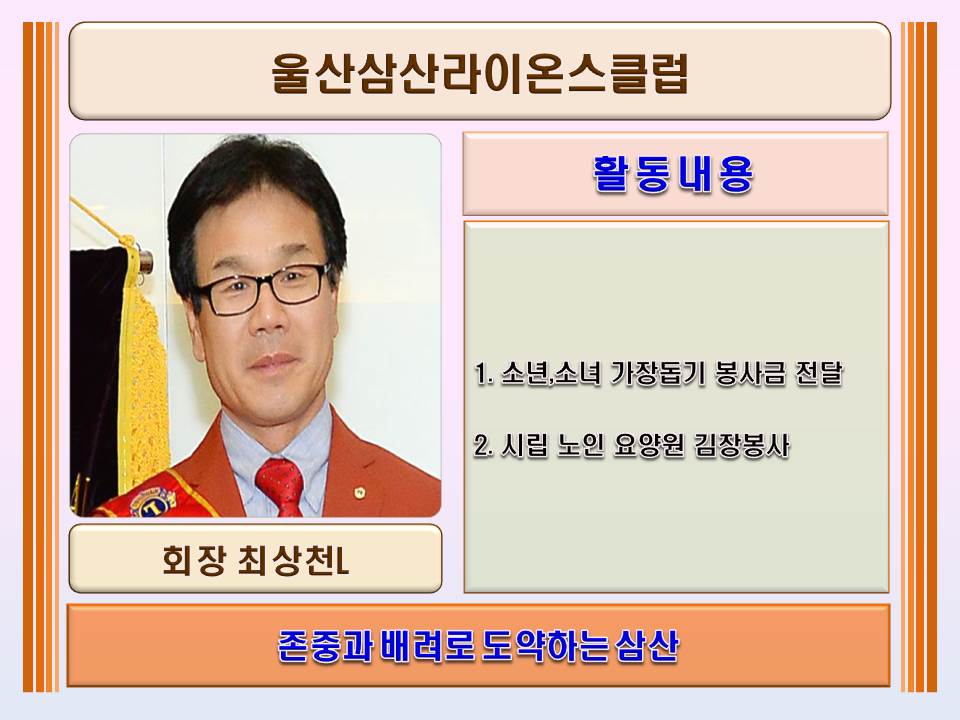 울산삼산라이온스클럽
활동내용
1. 소년,소녀 가장돕기 봉사금 전달
2. 시립 노인 요양원 김장봉사
회장 최상천L
존중과 배려로 도약하는 삼산